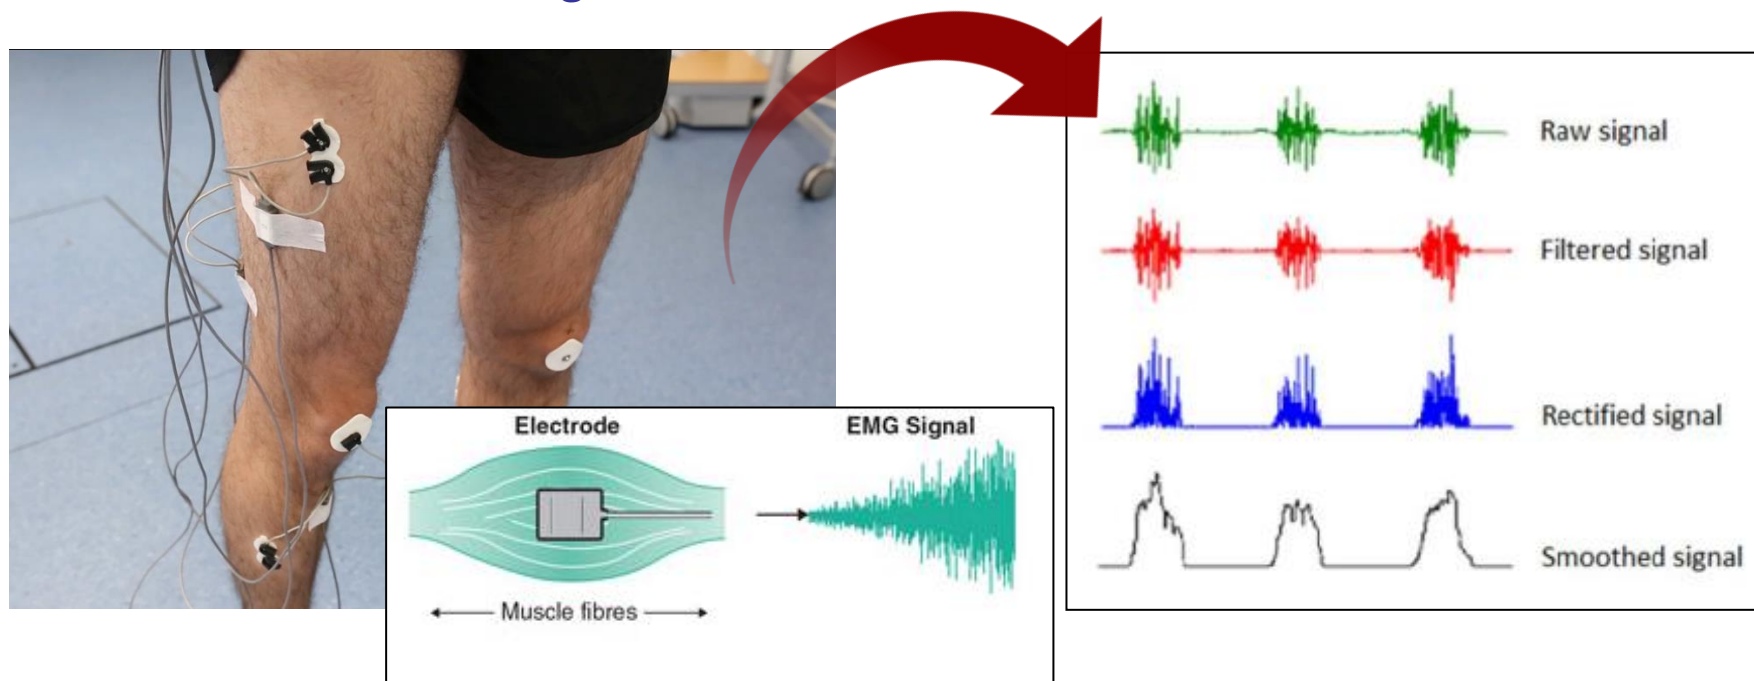 Raw signal
Filtered signal
Rectified signal
Smoothed signal
Electrode
EMG Signal
Muscle fibres